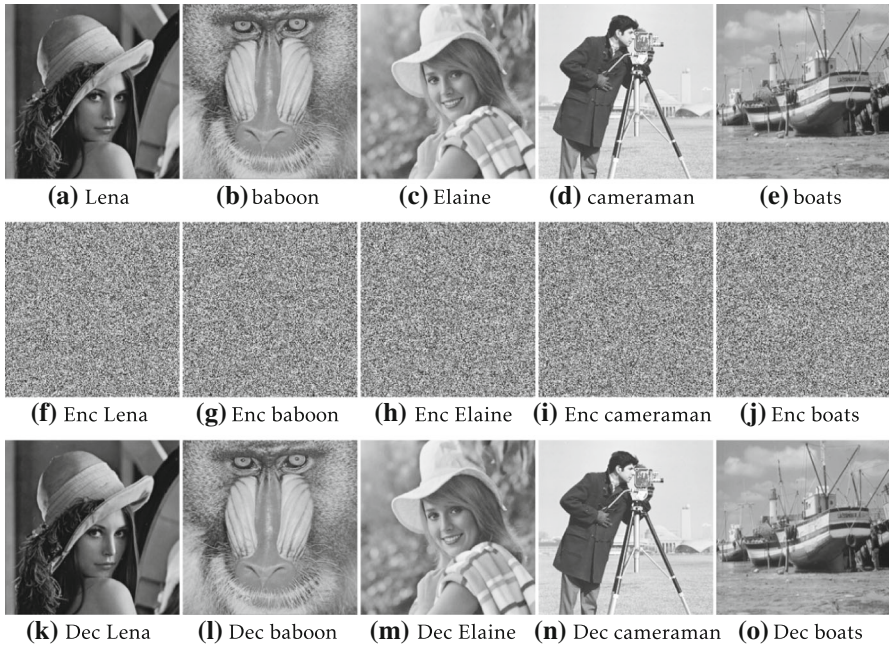 (a) Lena
(b) baboon
(c) Elaine
(d) cameraman
(e) boats
(f) Enc Lena
(g) Enc baboon
(h) Enc Elaine
(i) Enc cameraman
(j) Enc boats
(k) Dec Lena
(l) Dec baboon
(m) Dec Elaine
(n) Dec cameraman
(o) Dec boats